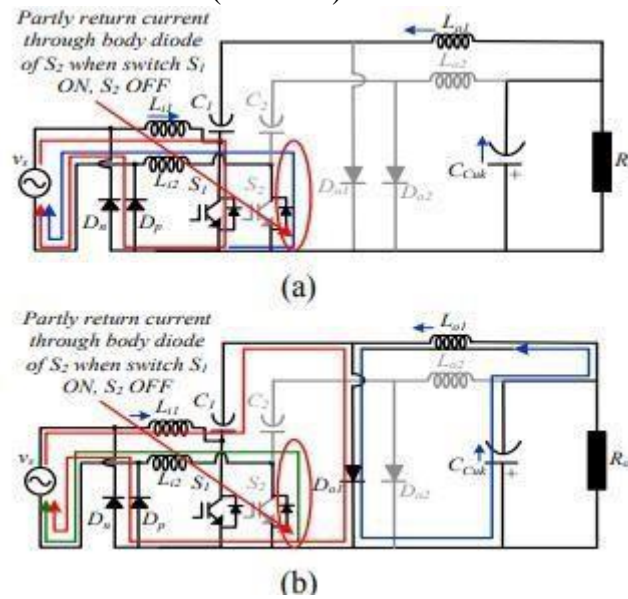 Partly return current
through body diode
of S2 when switch S1
ON, S2 OFF
Lo1
Lo2
C1
C2
Li1
vs
Li2
S1
S2
Dn
Dp
Do1
Do2
CCuk
+
R
(a)
Partly return current
through body diode
of S2 when switch S1
ON, S2 OFF
Lo1
Lo2
C1
C2
Li1
vs
Li2
S1
S2
Dn
Dp
Do1
Do2
CCuk
+
Ro
(b)